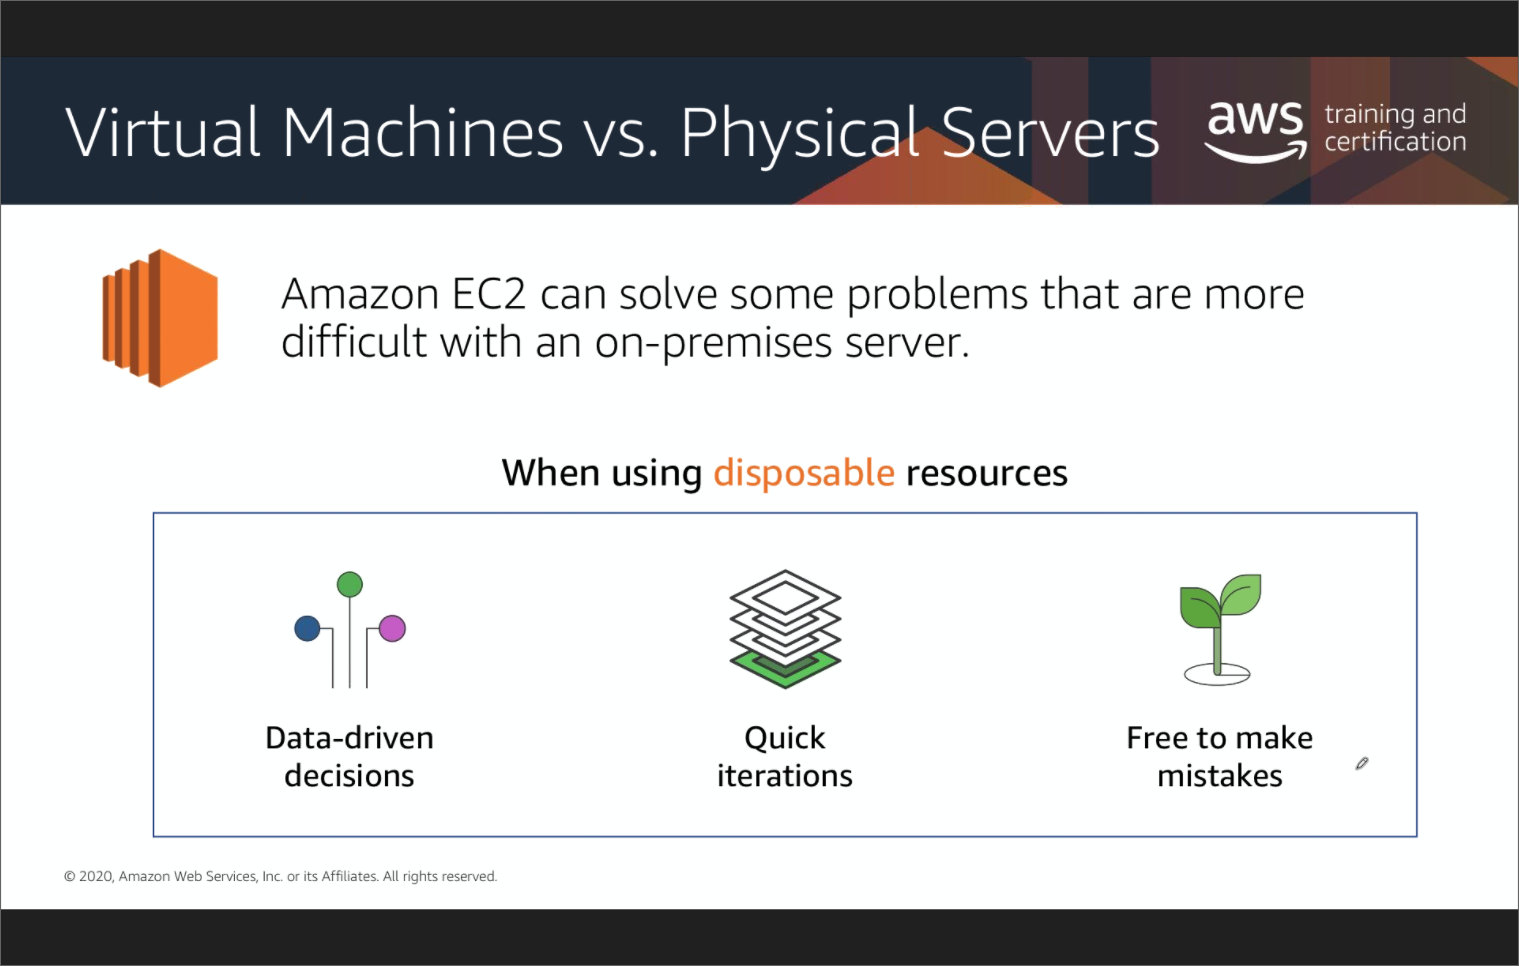 Virtual Machines vs. Physical Servers
aws training and
certification
Amazon EC2 can solve some problems that are more
difficult with an on-premises server.
When using disposable resources
Data-driven
decisions
Quick
iterations
Free to make
mistakes
© 2020, Amazon Web Services, Inc. or its Affiliates. All rights reserved.